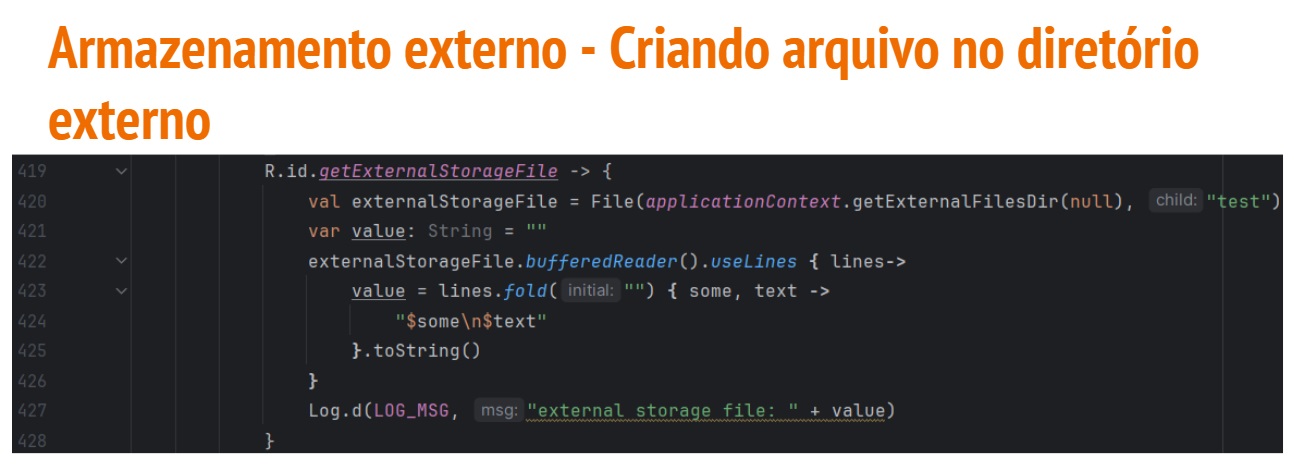 Armazenamento externo - Criando arquivo no diretório
externo
419 R.id.getExternalStorageFile -> {
420 val externalStorageFile = File(applicationContext.getExternalFilesDir(null), child: "test")
421 var value: String = ""
422 externalStorageFile.bufferedReader().useLines { lines->
423 value = lines.fold( initial: "") { some, text ->
424 "$some\n$text"
425 }.toString()
426 }
427 Log.d(LOG_MSG, msg: "external storage file: " + value)
428 }